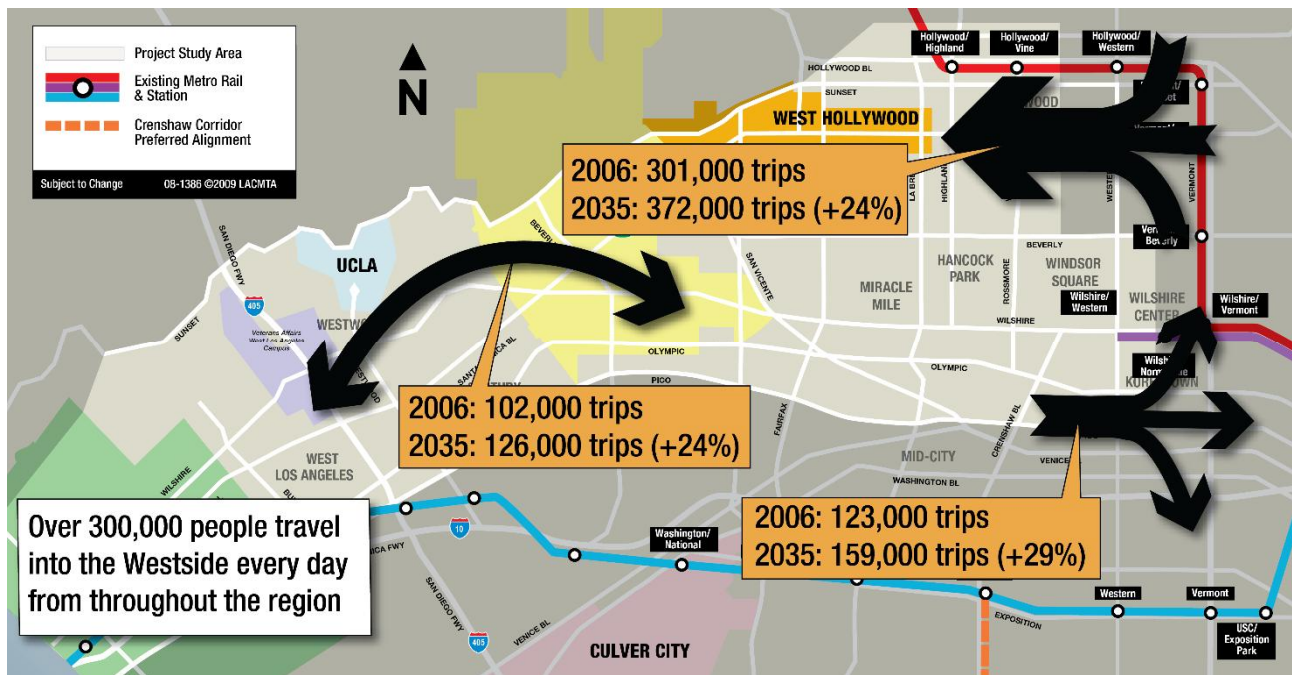 Project Study Area
Existing Metro Rail
& Station
Crenshaw Corridor
Preferred Alignment
Subject to Change 08-1386 ©2009 LACMTA
N
Hollywood/
Highland
Hollywood/
Vine
Hollywood/
Western
HOLLYWOOD BL
SUNSET
WEST HOLLYWOOD
2006: 301,000 trips
2035: 372,000 trips (+24%)
LA BREA
HIGHLAND
VERMONT
BEVERLY
SAN VICENTE
MIRACLE
MILE
HANCOCK
PARK
ROSSMORE
WINDSOR
SQUARE
Wilshire/
Western
WILSHIRE
CENTER
Wilshire/
Vermont
WILSHIRE
UCLA
SAN DIEGO FWY
405
Veterans Affairs
West Los Angeles
Campus
SUNSET
SANTA MONICA BL
OLYMPIC
OLYMPIC
PICO
2006: 102,000 trips
2035: 126,000 trips (+24%)
FAIRFAX
CRENSHAW BL
MID-CITY
WASHINGTON BL
WEST
LOS ANGELES
WILSHIRE
2006: 123,000 trips
2035: 159,000 trips (+29%)
Over 300,000 people travel
into the Westside every day
from throughout the region
10
Washington/
National
SAN DIEGO FWY
405
VENICE BL
CULVER CITY
EXPOSITION
Western
Vermont
USC/
Exposition
Park